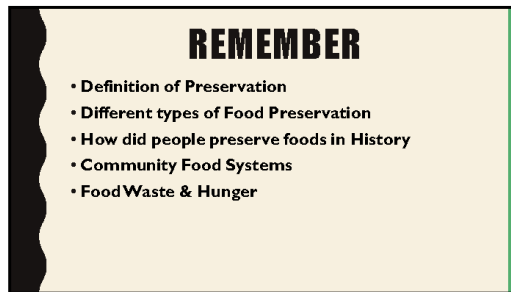 REMEMBER
• Definition of Preservation
• Different types of Food Preservation
• How did people preserve foods in History
• Community Food Systems
• Food Waste & Hunger